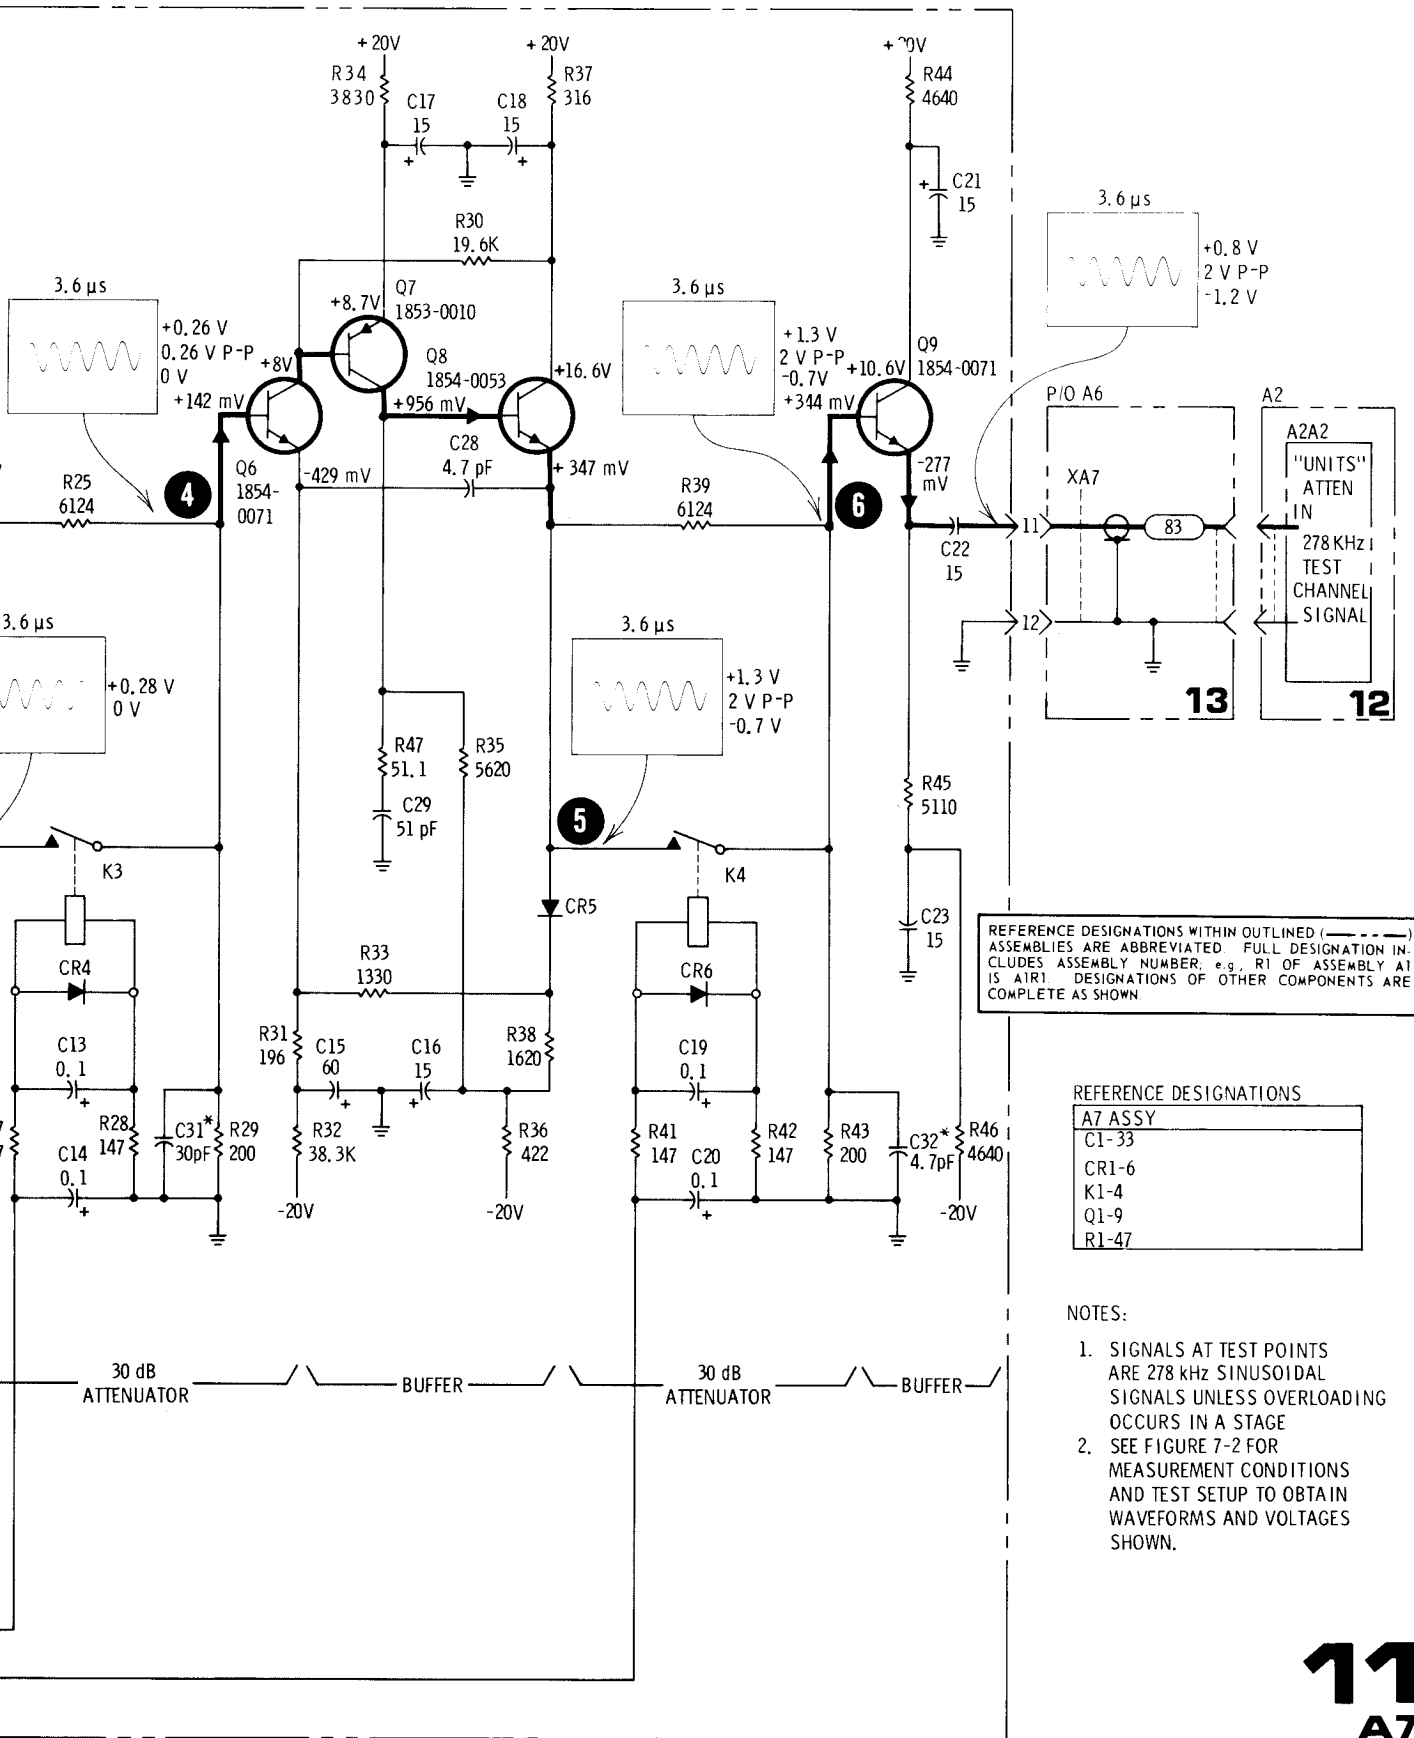 +20V
+20V
+20V
R34
3830
C17
15
C18
15
R37
316
R44
4640
C21
15
+
+
+
R30
19.6K
3.6 µs
+0.8 V
2 V P-P
-1.2 V
3.6 µs
+0.26 V
0.26 V P-P
0 V
+142 mV
+8V
+8.7V
Q7
1853-0010
Q8
1854-0053
+956 mV
+16.6V
3.6 µs
+1.3 V
2 V P-P
-0.7V
+344 mV
+10.6V
Q9
1854-0071
P/O A6
A2
A2A2
"UNITS"
ATTEN
IN
278 KHz
TEST
CHANNEL
SIGNAL
R25
6124
4
Q6
1854-
0071
-429 mV
C28
4.7 pF
+347 mV
R39
6124
6
-277
mV
C22
15
11
12
XA7
83
13
12
3.6 µs
+0.28 V
0 V
3.6 µs
+1.3 V
2 V P-P
-0.7 V
R47
51.1
C29
51 pF
R35
5620
5
R45
5110
K3
K4
CR5
C23
15
CR4
R33
1330
CR6
REFERENCE DESIGNATIONS WITHIN OUTLINED (— - - - —)
ASSEMBLIES ARE ABBREVIATED. FULL DESIGNATION IN-
CLUDES ASSEMBLY NUMBER; e.g., R1 OF ASSEMBLY A1
IS A1R1. DESIGNATIONS OF OTHER COMPONENTS ARE
COMPLETE AS SHOWN.
C13
0.1
+
R31
196
C15
60
+
C16
15
+
R38
1620
C19
0.1
+
R28
147
C14
0.1
+
C31*
30pF
R29
200
R32
38.3K
-20V
R36
422
-20V
R41
147
C20
0.1
+
R42
147
R43
200
C32*
4.7pF
R46
4640
-20V
REFERENCE DESIGNATIONS
A7 ASSY
C1-33
CR1-6
K1-4
Q1-9
R1-47
30 dB
ATTENUATOR
BUFFER
30 dB
ATTENUATOR
BUFFER
NOTES:
1. SIGNALS AT TEST POINTS
ARE 278 kHz SINUSOIDAL
SIGNALS UNLESS OVERLOADING
OCCURS IN A STAGE
2. SEE FIGURE 7-2 FOR
MEASUREMENT CONDITIONS
AND TEST SETUP TO OBTAIN
WAVEFORMS AND VOLTAGES
SHOWN.
11
A7